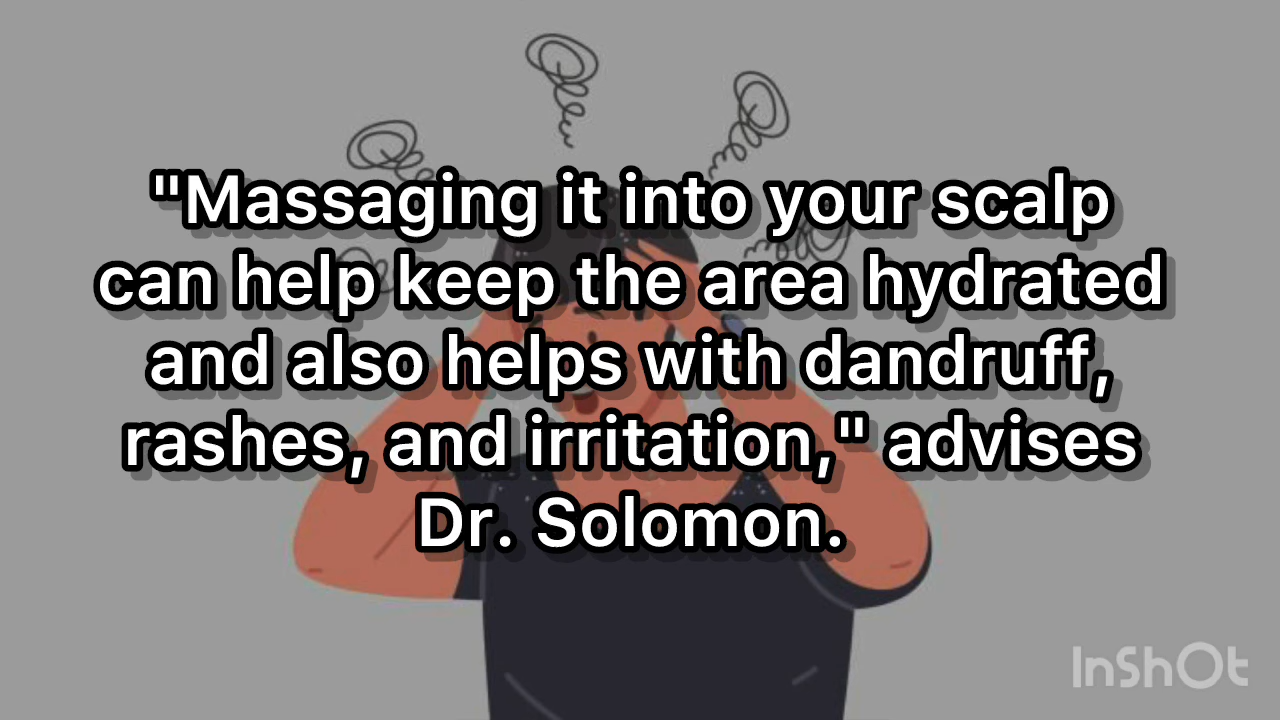 "Massaging it into your scalp
can help keep the area hydrated
and also helps with dandruff,
rashes, and irritation," advises
Dr. Solomon.
InShOt